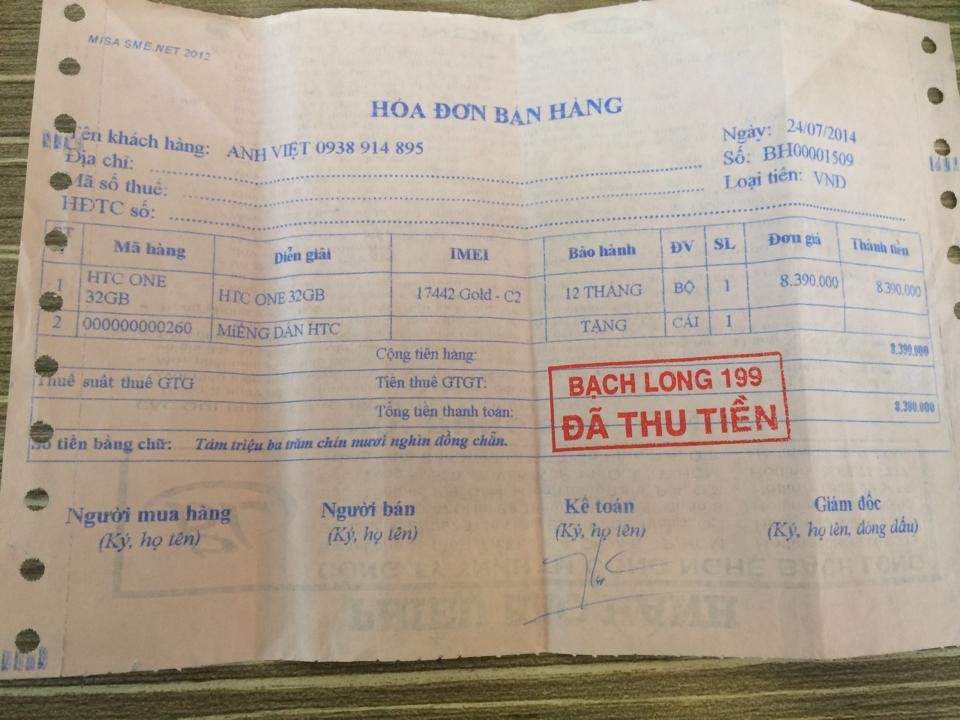 MISA SME.NET 2012
HÓA ĐƠN BÁN HÀNG
Tên khách hàng: ANH VIỆT 0938 914 895
Ngày: 24/07/2014
Địa chỉ:
Số: BH00001509
Mã số thuế:
Loại tiền: VND
HĐTC số:
ST Mã hàng Diễn giải IMEI Bảo hành ĐV SL Đơn giá Thành tiền
1 HTC ONE 32GB HTC ONE 32GB 17442 Gold - C2 12 THÁNG BỘ 1 8.390.000 8.390.000
2 000000000260 MIẾNG DÁN HTC TẶNG CÁI 1
Cộng tiền hàng: 8.390.000
Thuế suất thuế GTG Tiền thuế GTGT:
Tổng tiền thanh toán: 8.390.000
Số tiền bằng chữ: Tám triệu ba trăm chín mươi nghìn đồng chẵn.
BẠCH LONG 199
ĐÃ THU TIỀN
Người mua hàng Người bán Kế toán Giám đốc
(Ký, họ tên) (Ký, họ tên) (Ký, họ tên) (Ký, họ tên, đóng dấu)